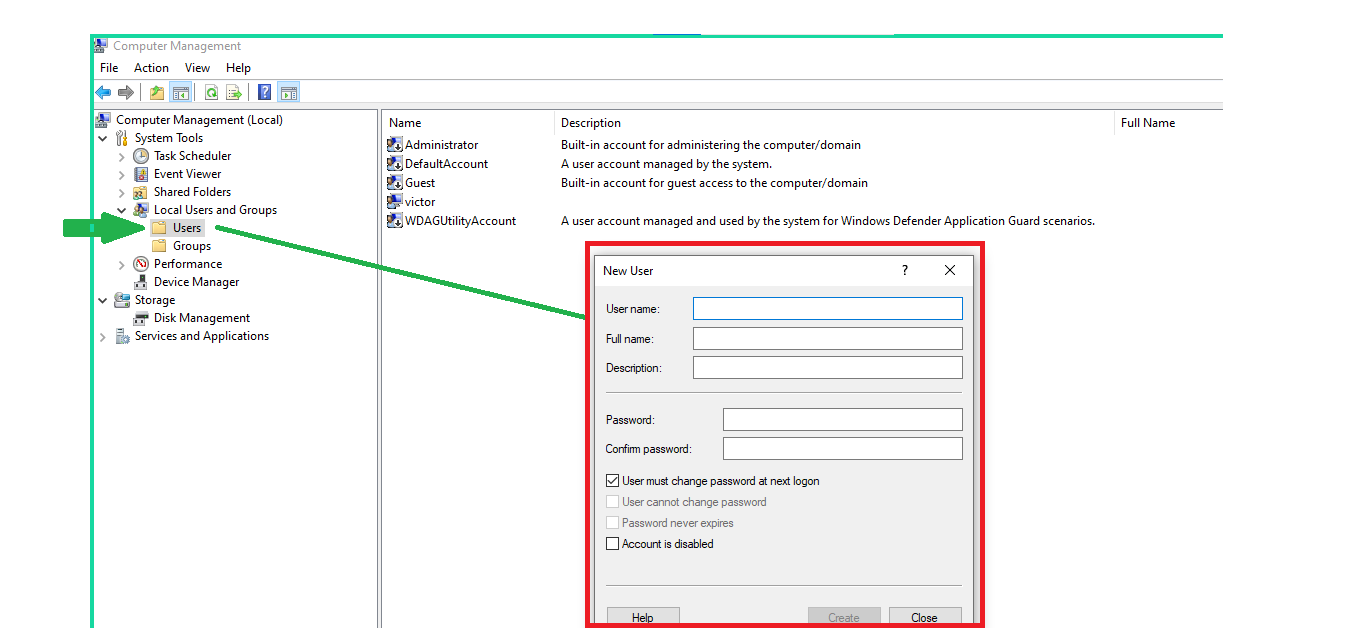 Computer Management
File Action View Help
Computer Management (Local)
System Tools
Task Scheduler
Event Viewer
Shared Folders
Local Users and Groups
Users
Groups
Performance
Device Manager
Storage
Disk Management
Services and Applications
Name Description Full Name
Administrator Built-in account for administering the computer/domain
DefaultAccount A user account managed by the system.
Guest Built-in account for guest access to the computer/domain
victor
WDAGUtilityAccount A user account managed and used by the system for Windows Defender Application Guard scenarios.
New User ?
User name:
Full name:
Description:
Password:
Confirm password:
User must change password at next logon
User cannot change password
Password never expires
Account is disabled
Help Create Close